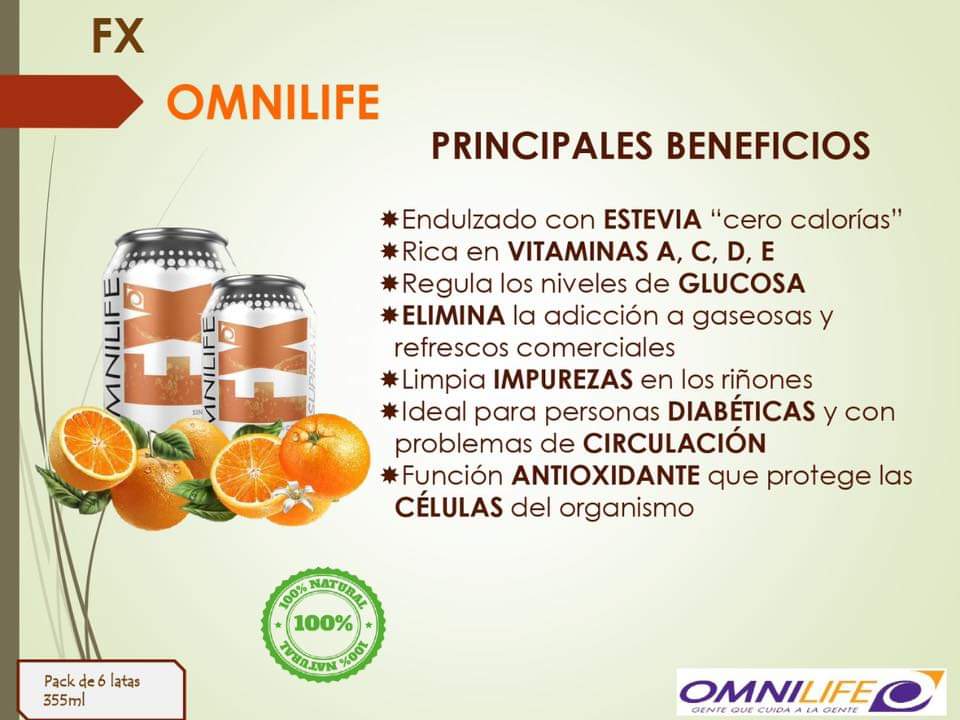 FX
OMNILIFE
PRINCIPALES BENEFICIOS
✷Endulzado con ESTEVIA “cero calorías”
✷Rica en VITAMINAS A, C, D, E
✷Regula los niveles de GLUCOSA
✷ELIMINA la adicción a gaseosas y
refrescos comerciales
✷Limpia IMPUREZAS en los riñones
✷Ideal para personas DIABÉTICAS y con
problemas de CIRCULACIÓN
✷Función ANTIOXIDANTE que protege las
CÉLULAS del organismo
OMNILIFE
FX
OMNILIFE
FX
100% NATURAL
100%
100% NATURAL
Pack de 6 latas
355ml
OMNILIFE
GENTE QUE CUIDA A LA GENTE